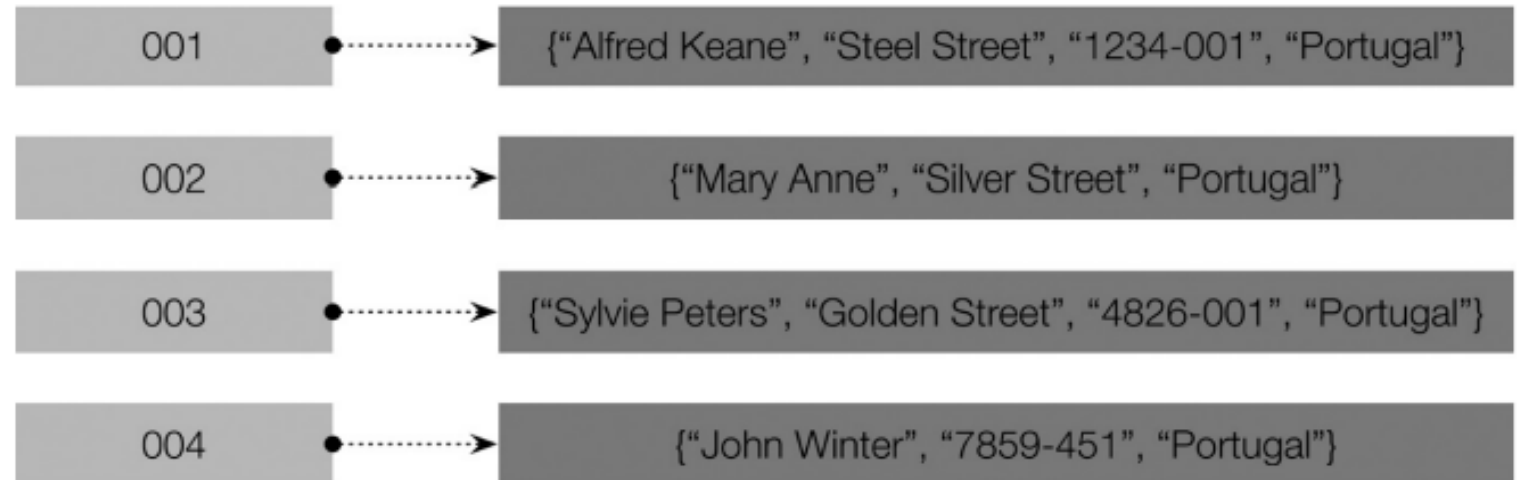 001 {“Alfred Keane”, “Steel Street”, “1234-001”, “Portugal”}
002 {“Mary Anne”, “Silver Street”, “Portugal”}
003 {“Sylvie Peters”, “Golden Street”, “4826-001”, “Portugal”}
004 {“John Winter”, “7859-451”, “Portugal”}